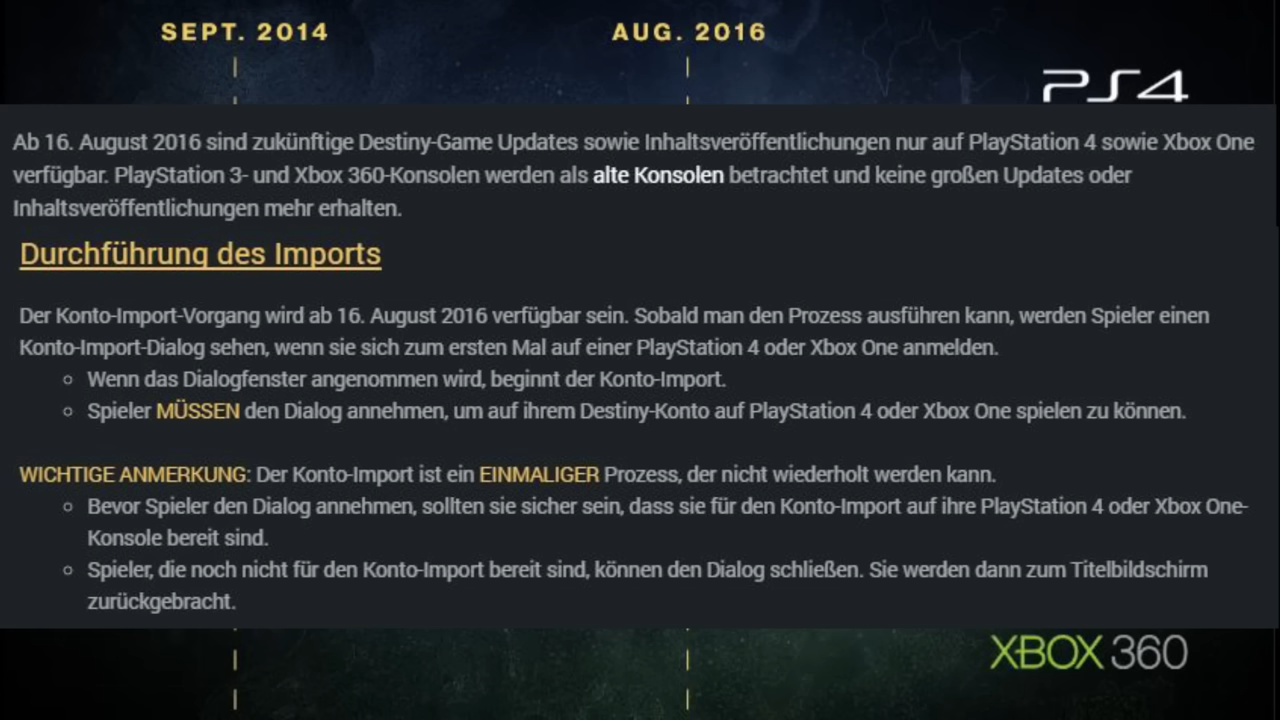 SEPT. 2014 AUG. 2016
PS4
Ab 16. August 2016 sind zukünftige Destiny-Game Updates sowie Inhaltsveröffentlichungen nur auf PlayStation 4 sowie Xbox One
verfügbar. PlayStation 3- und Xbox 360-Konsolen werden als alte Konsolen betrachtet und keine großen Updates oder
Inhaltsveröffentlichungen mehr erhalten.
Durchführung des Imports
Der Konto-Import-Vorgang wird ab 16. August 2016 verfügbar sein. Sobald man den Prozess ausführen kann, werden Spieler einen
Konto-Import-Dialog sehen, wenn sie sich zum ersten Mal auf einer PlayStation 4 oder Xbox One anmelden.
Wenn das Dialogfenster angenommen wird, beginnt der Konto-Import.
Spieler MÜSSEN den Dialog annehmen, um auf ihrem Destiny-Konto auf PlayStation 4 oder Xbox One spielen zu können.
WICHTIGE ANMERKUNG: Der Konto-Import ist ein EINMALIGER Prozess, der nicht wiederholt werden kann.
Bevor Spieler den Dialog annehmen, sollten sie sicher sein, dass sie für den Konto-Import auf ihre PlayStation 4 oder Xbox One-
Konsole bereit sind.
Spieler, die noch nicht für den Konto-Import bereit sind, können den Dialog schließen. Sie werden dann zum Titelbildschirm
zurückgebracht.
XBOX 360